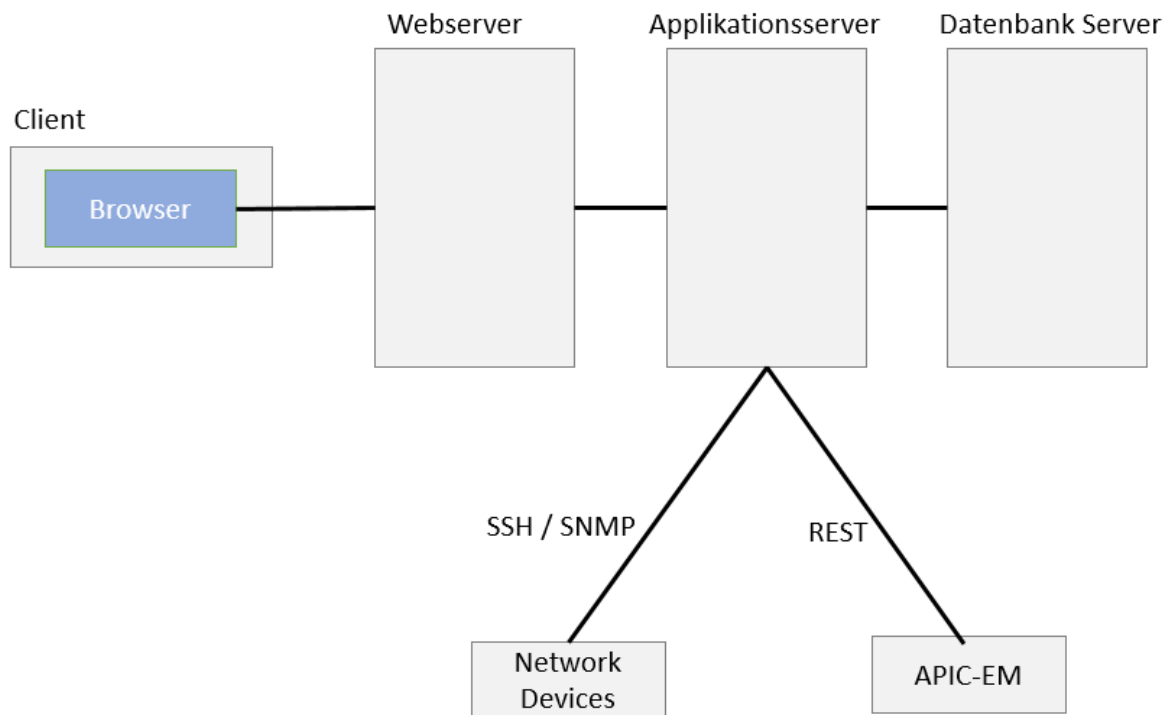 Webserver
Applikationsserver
Datenbank Server
Client
Browser
SSH / SNMP
REST
Network
Devices
APIC-EM